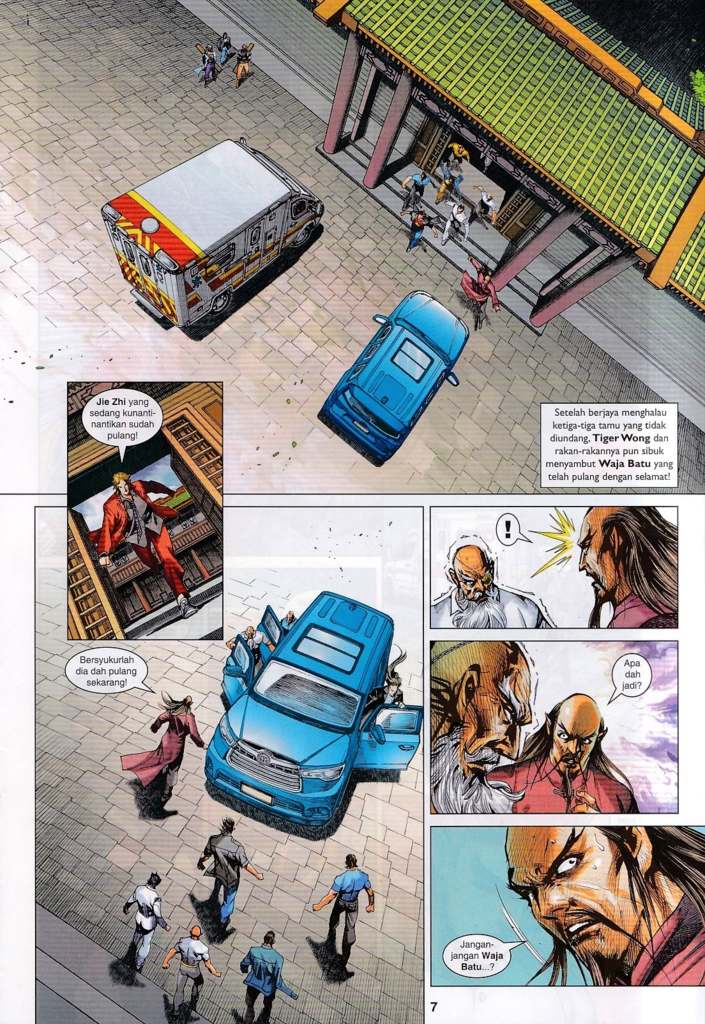 Setelah berjaya menghalau
ketiga-tiga tamu yang tidak
diundang, Tiger Wong dan
rakan-rakannya pun sibuk
menyambut Waja Batu yang
telah pulang dengan selamat!
Jie Zhi yang
sedang kunanti-
nantikan sudah
pulang!
Bersyukurlah
dia dah pulang
sekarang!
!
Apa
dah
jadi?
Jangan-
jangan Waja
Batu...?
7